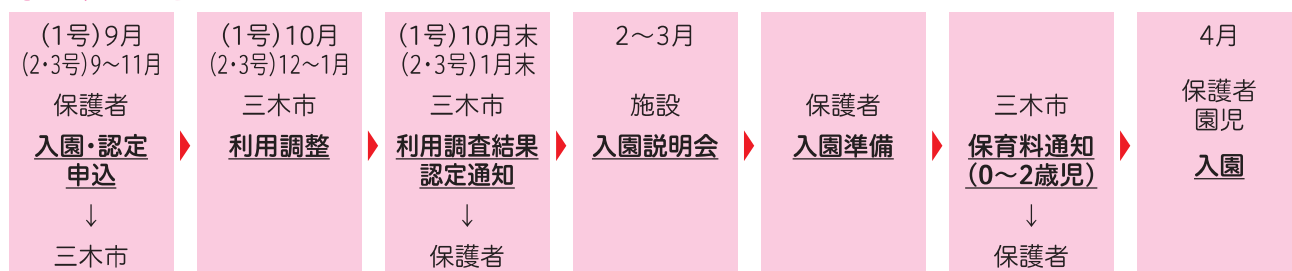 (1号)9月
(2・3号)9～11月
保護者
入園・認定
申込
↓
三木市
(1号)10月
(2・3号)12～1月
三木市
利用調整
(1号)10月末
(2・3号)1月末
三木市
利用調査結果
認定通知
↓
保護者
2～3月
施設
入園説明会
保護者
入園準備
三木市
保育料通知
(0～2歳児)
↓
保護者
4月
保護者
園児
入園